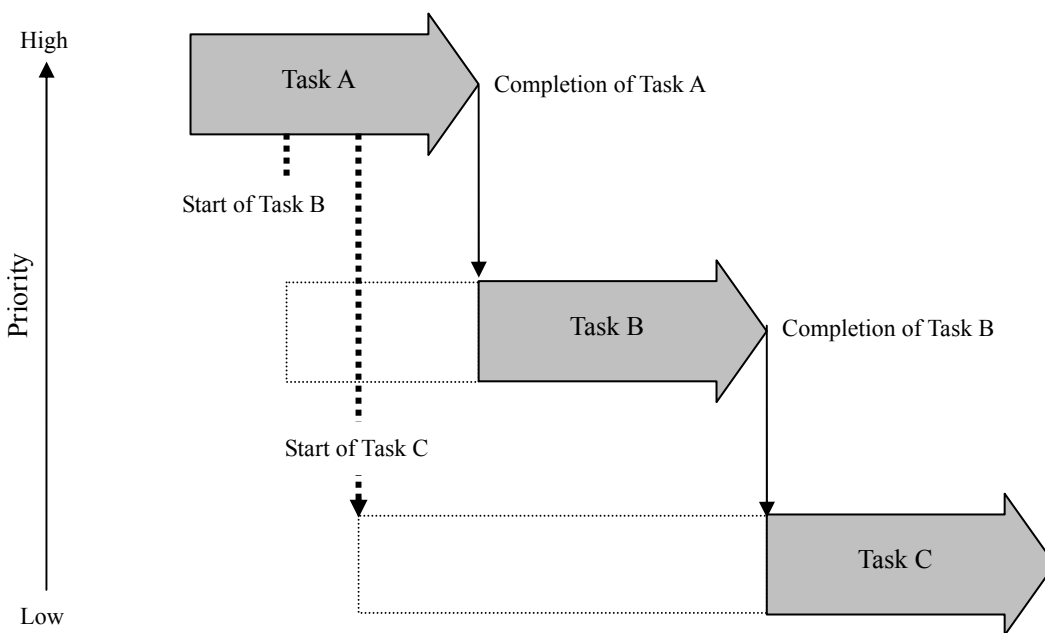 High
Task A
Completion of Task A
Start of Task B
Priority
Task B
Completion of Task B
Start of Task C
Task C
Low